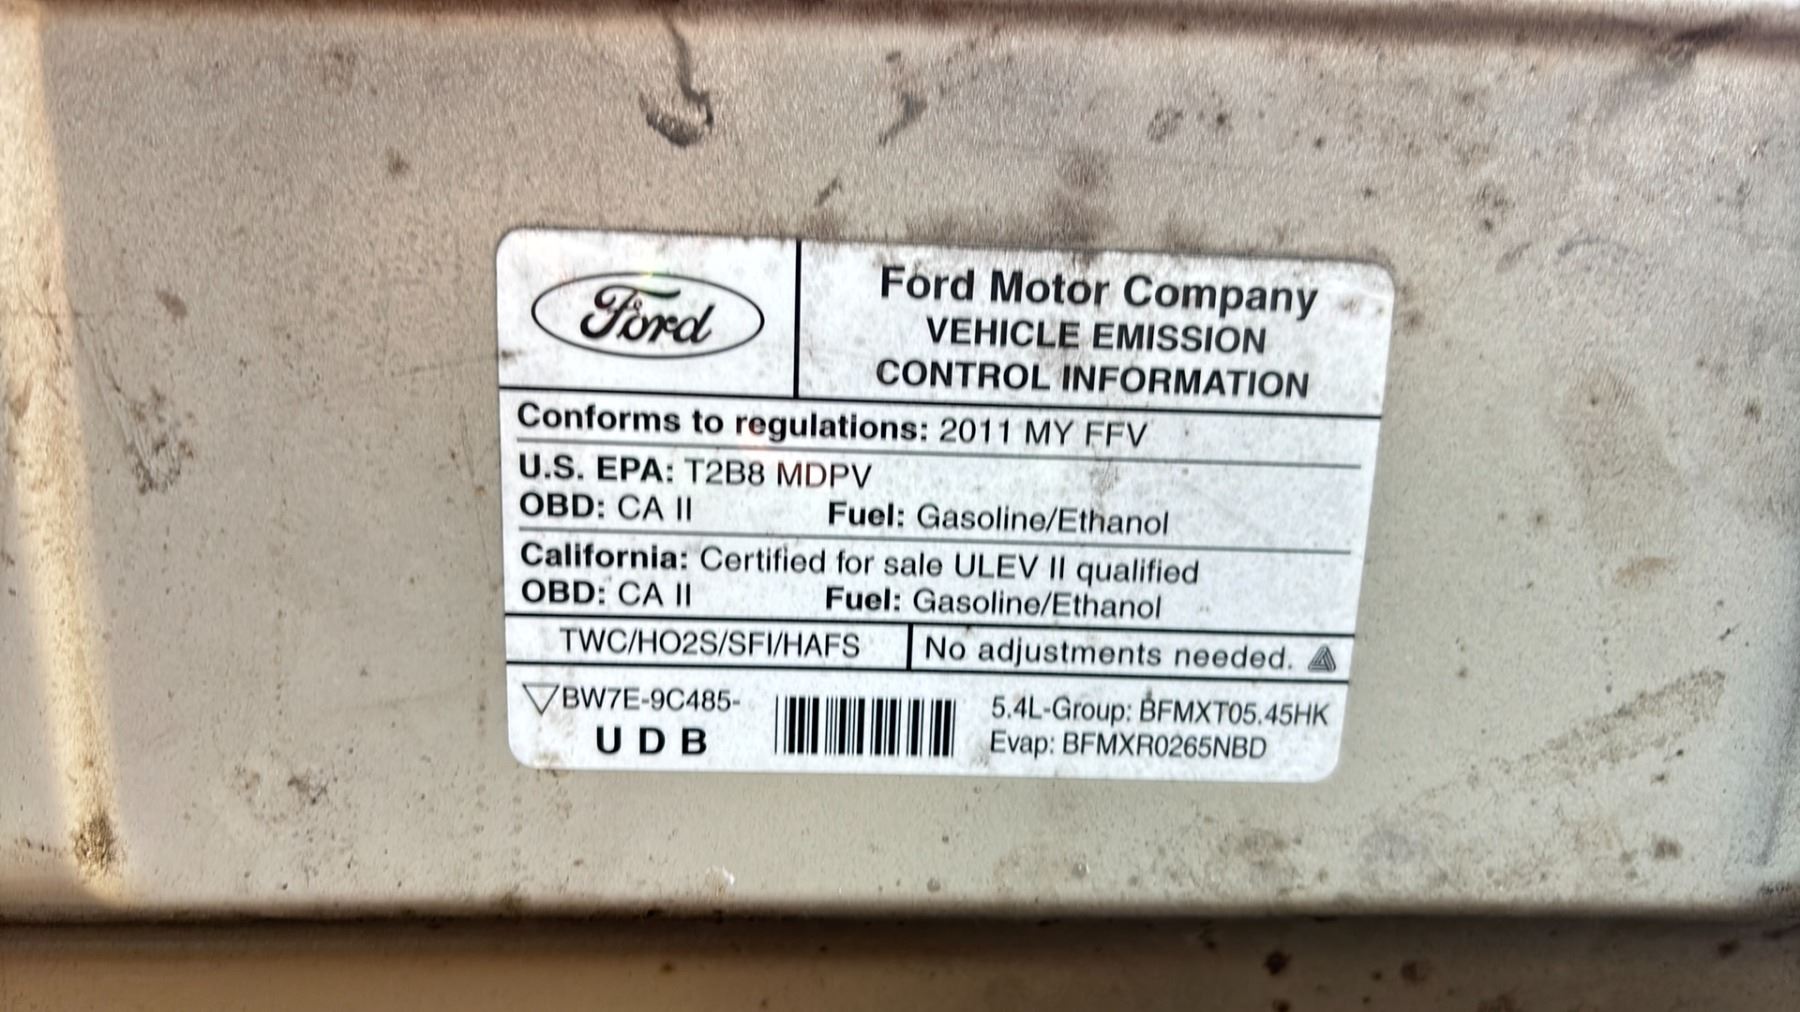 Ford
Ford Motor Company
VEHICLE EMISSION
CONTROL INFORMATION
Conforms to regulations: 2011 MY FFV
U.S. EPA: T2B8 MDPV
OBD: CA II Fuel: Gasoline/Ethanol
California: Certified for sale ULEV II qualified
OBD: CA II Fuel: Gasoline/Ethanol
TWC/HO2S/SFI/HAFS No adjustments needed.
BW7E-9C485-
U D B
5.4L-Group: BFMXT05.45HK
Evap: BFMXR0265NBD